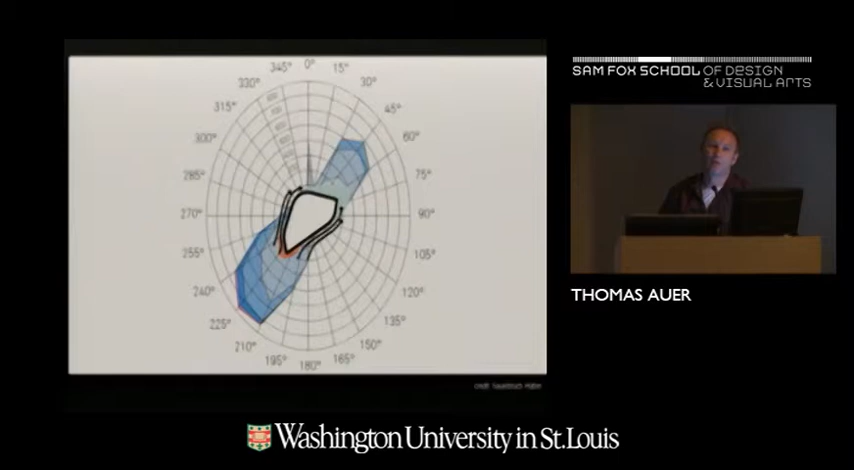 345° 0° 15°
330° 30°
315° 45°
300° 60°
285° 75°
270° 90°
255° 105°
240° 120°
225° 135°
210° 150°
195° 180° 165°
SAM FOX SCHOOL OF DESIGN
& VISUAL ARTS
THOMAS AUER
Washington University in St. Louis